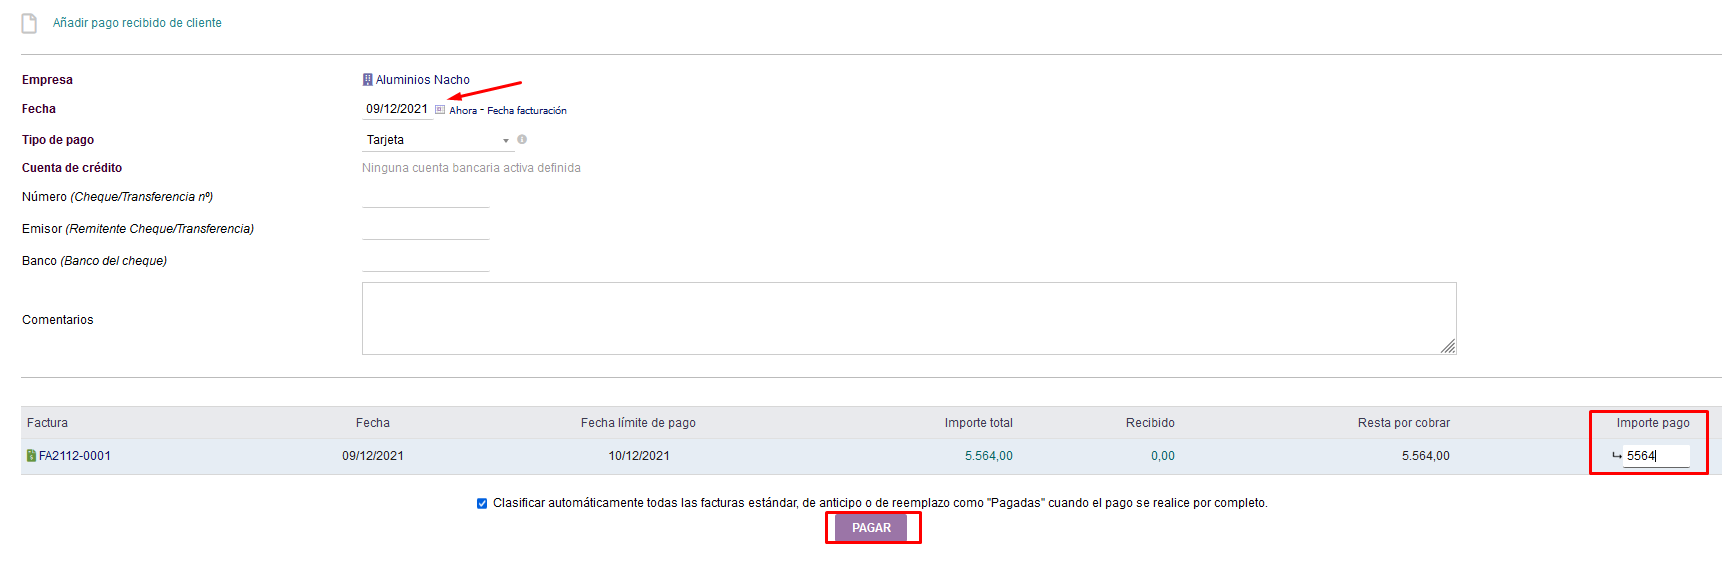 Añadir pago recibido de cliente
Empresa Aluminios Nacho
Fecha 09/12/2021 Ahora - Fecha facturación
Tipo de pago Tarjeta
Cuenta de crédito Ninguna cuenta bancaria activa definida
Número (Cheque/Transferencia nº)
Emisor (Remitente Cheque/Transferencia)
Banco (Banco del cheque)
Comentarios
Factura Fecha Fecha límite de pago Importe total Recibido Resta por cobrar Importe pago
FA2112-0001 09/12/2021 10/12/2021 5.564,00 0,00 5.564,00 5564
Clasificar automáticamente todas las facturas estándar, de anticipo o de reemplazo como "Pagadas" cuando el pago se realice por completo.
PAGAR